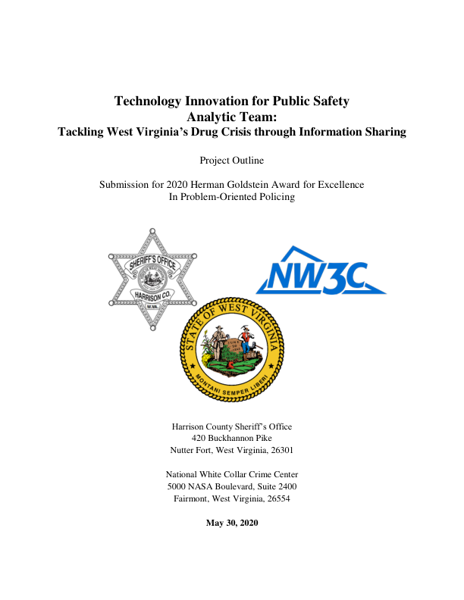 Technology Innovation for Public Safety
Analytic Team:
Tackling West Virginia's Drug Crisis through Information Sharing
Project Outline
Submission for 2020 Herman Goldstein Award for Excellence
In Problem-Oriented Policing
SHERIFF'S OFFICE
HARRISON CO.
NW3C
STATE OF WEST VIRGINIA
MONTANI SEMPER LIBERI
Harrison County Sheriff's Office
420 Buckhannon Pike
Nutter Fort, West Virginia, 26301
National White Collar Crime Center
5000 NASA Boulevard, Suite 2400
Fairmont, West Virginia, 26554
May 30, 2020